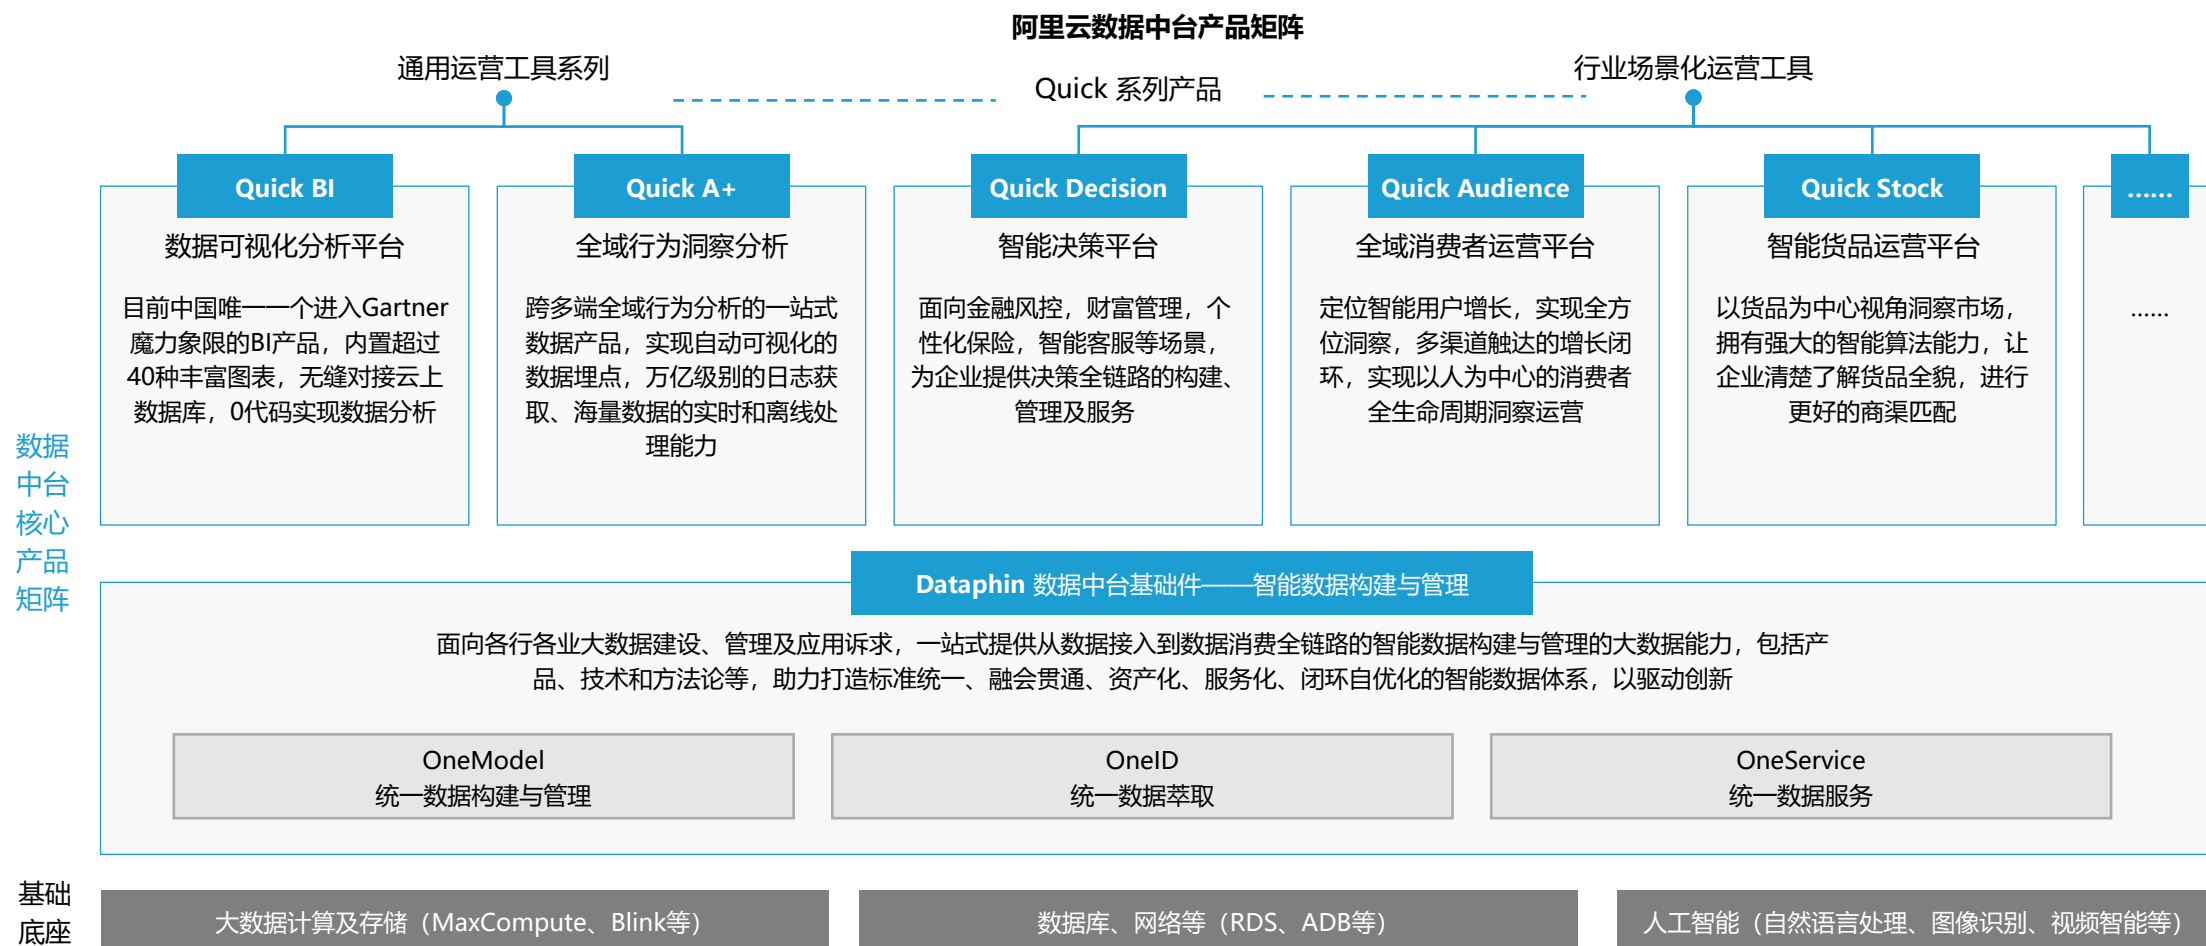 阿里云数据中台产品矩阵
通用运营工具系列
Quick 系列产品
行业场景化运营工具
Quick BI
数据可视化分析平台
目前中国唯一一个进入Gartner
魔力象限的BI产品，内置超过
40种丰富图表，无缝对接云上
数据库，0代码实现数据分析
Quick A+
全域行为洞察分析
跨多端全域行为分析的一站式
数据产品，实现自动可视化的
数据埋点，万亿级别的日志获
取、海量数据的实时和离线处
理能力
Quick Decision
智能决策平台
面向金融风控，财富管理，个
性化保险，智能客服等场景，
为企业提供决策全链路的构建、
管理及服务
Quick Audience
全域消费者运营平台
定位智能用户增长，实现全方
位洞察，多渠道触达的增长闭
环，实现以人为中心的消费者
全生命周期洞察运营
Quick Stock
智能货品运营平台
以货品为中心视角洞察市场，
拥有强大的智能算法能力，让
企业清楚了解货品全貌，进行
更好的商渠匹配
……
……
数据
中台
核心
产品
矩阵
Dataphin 数据中台基础件——智能数据构建与管理
面向各行各业大数据建设、管理及应用诉求，一站式提供从数据接入到数据消费全链路的智能数据构建与管理的大数据能力，包括产
品、技术和方法论等，助力打造标准统一、融会贯通、资产化、服务化、闭环自优化的智能数据体系，以驱动创新
OneModel
统一数据构建与管理
OneID
统一数据萃取
OneService
统一数据服务
基础
底座
大数据计算及存储（MaxCompute、Blink等）
数据库、网络等（RDS、ADB等）
人工智能（自然语言处理、图像识别、视频智能等）